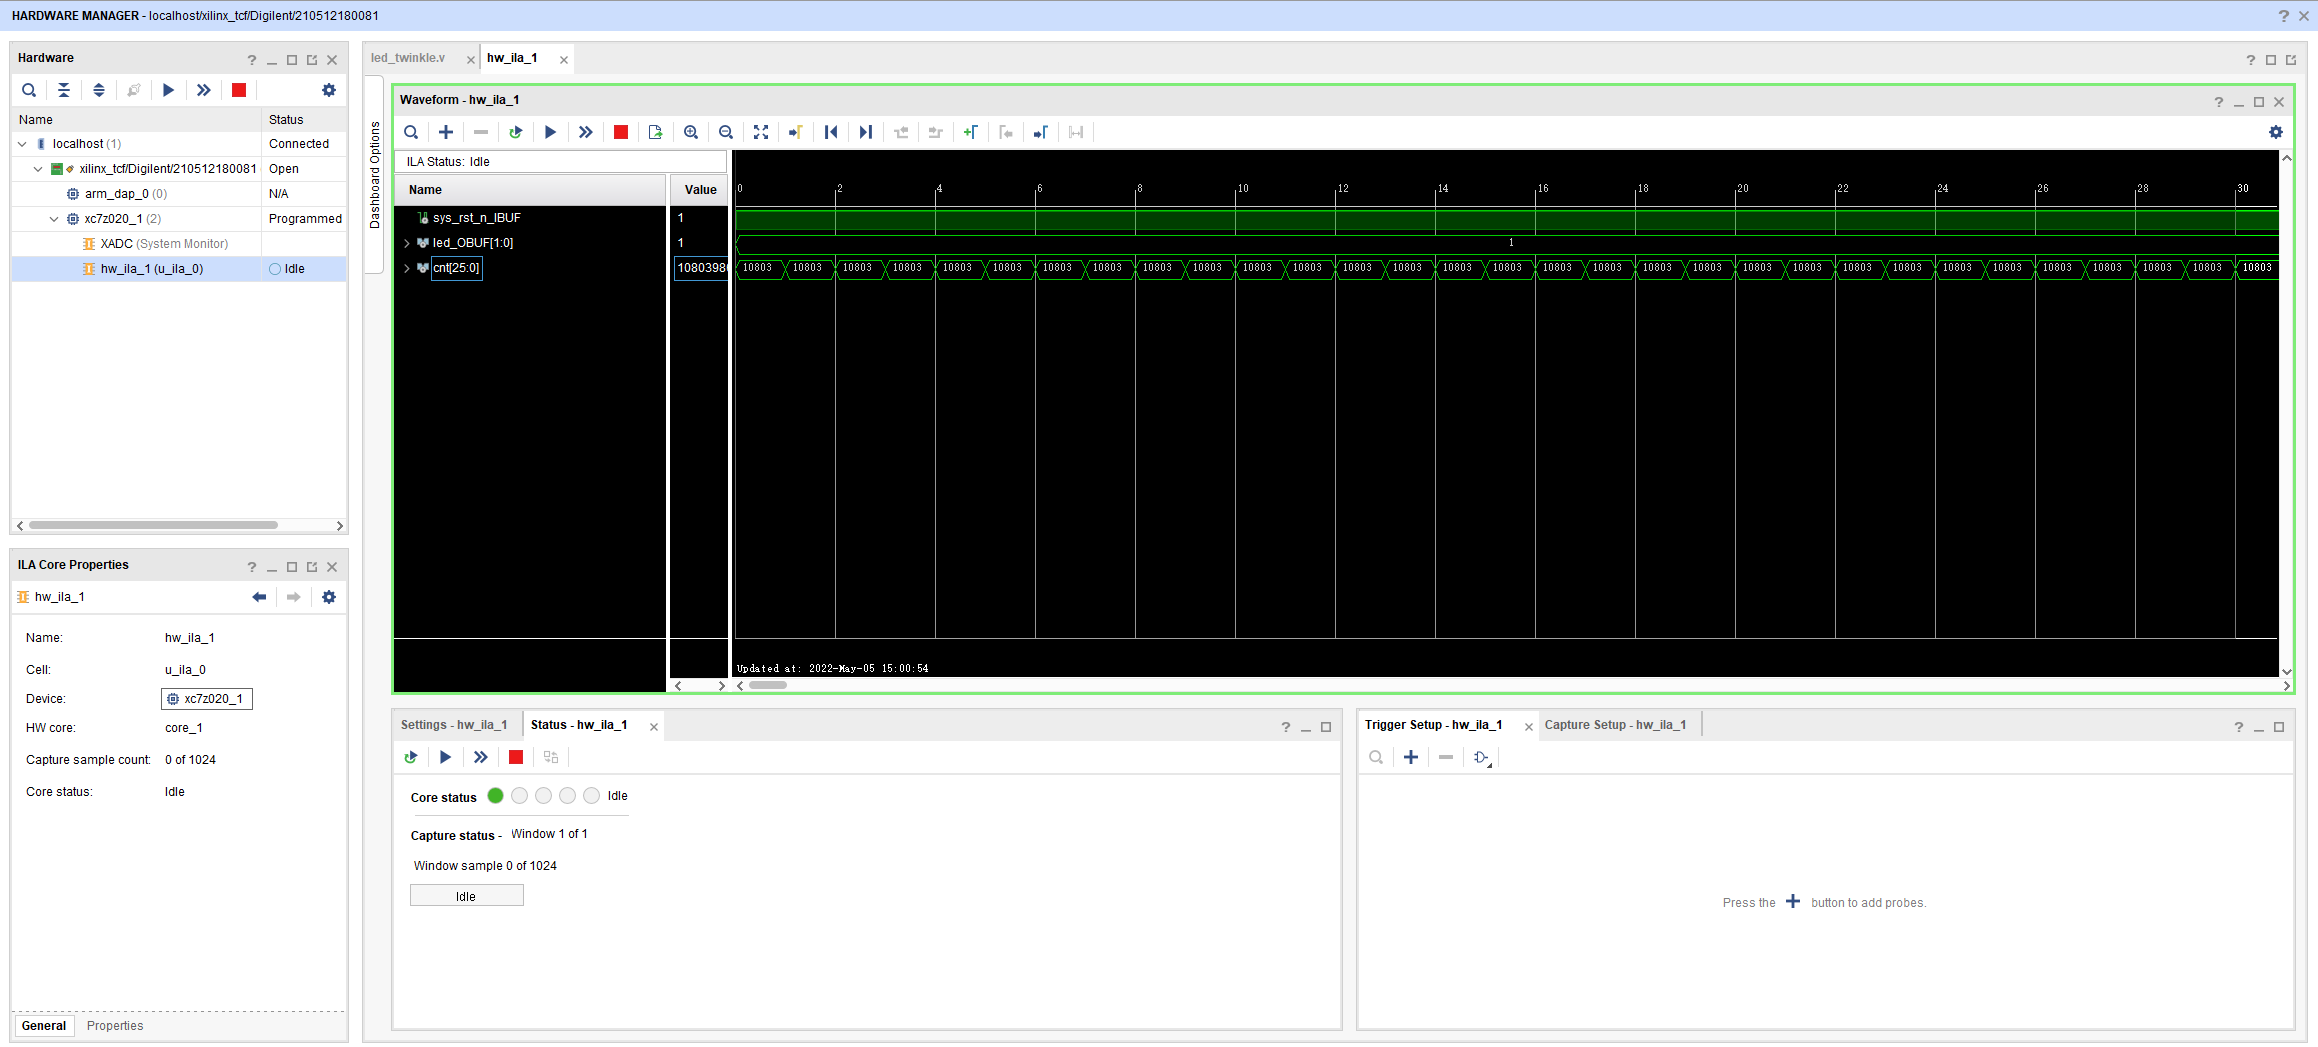 HARDWARE MANAGER - localhost/xilinx_tcf/Digilent/210512180081
Hardware
Name Status
localhost (1) Connected
xilinx_tcf/Digilent/210512180081 Open
arm_dap_0 (0) N/A
xc7z020_1 (2) Programmed
XADC (System Monitor)
hw_ila_1 (u_ila_0) Idle
ILA Core Properties
hw_ila_1
Name: hw_ila_1
Cell: u_ila_0
Device: xc7z020_1
HW core: core_1
Capture sample count: 0 of 1024
Core status: Idle
General Properties
led_twinkle.v hw_ila_1
Dashboard Options
Waveform - hw_ila_1
ILA Status: Idle
Name Value
0 2 4 6 8 10 12 14 16 18 20 22 24 26 28 30
sys_rst_n_IBUF 1
led_OBUF[1:0] 1 1
cnt[25:0] 1080398 10803 10803 10803 10803 10803 10803 10803 10803 10803 10803 10803 10803 10803 10803 10803 10803 10803 10803 10803 10803 10803 10803 10803 10803 10803 10803 10803 10803 10803 10803 10803
Updated at: 2022-May-05 15:00:54
Settings - hw_ila_1 Status - hw_ila_1
Core status Idle
Capture status - Window 1 of 1
Window sample 0 of 1024
Idle
Trigger Setup - hw_ila_1 Capture Setup - hw_ila_1
Press the + button to add probes.